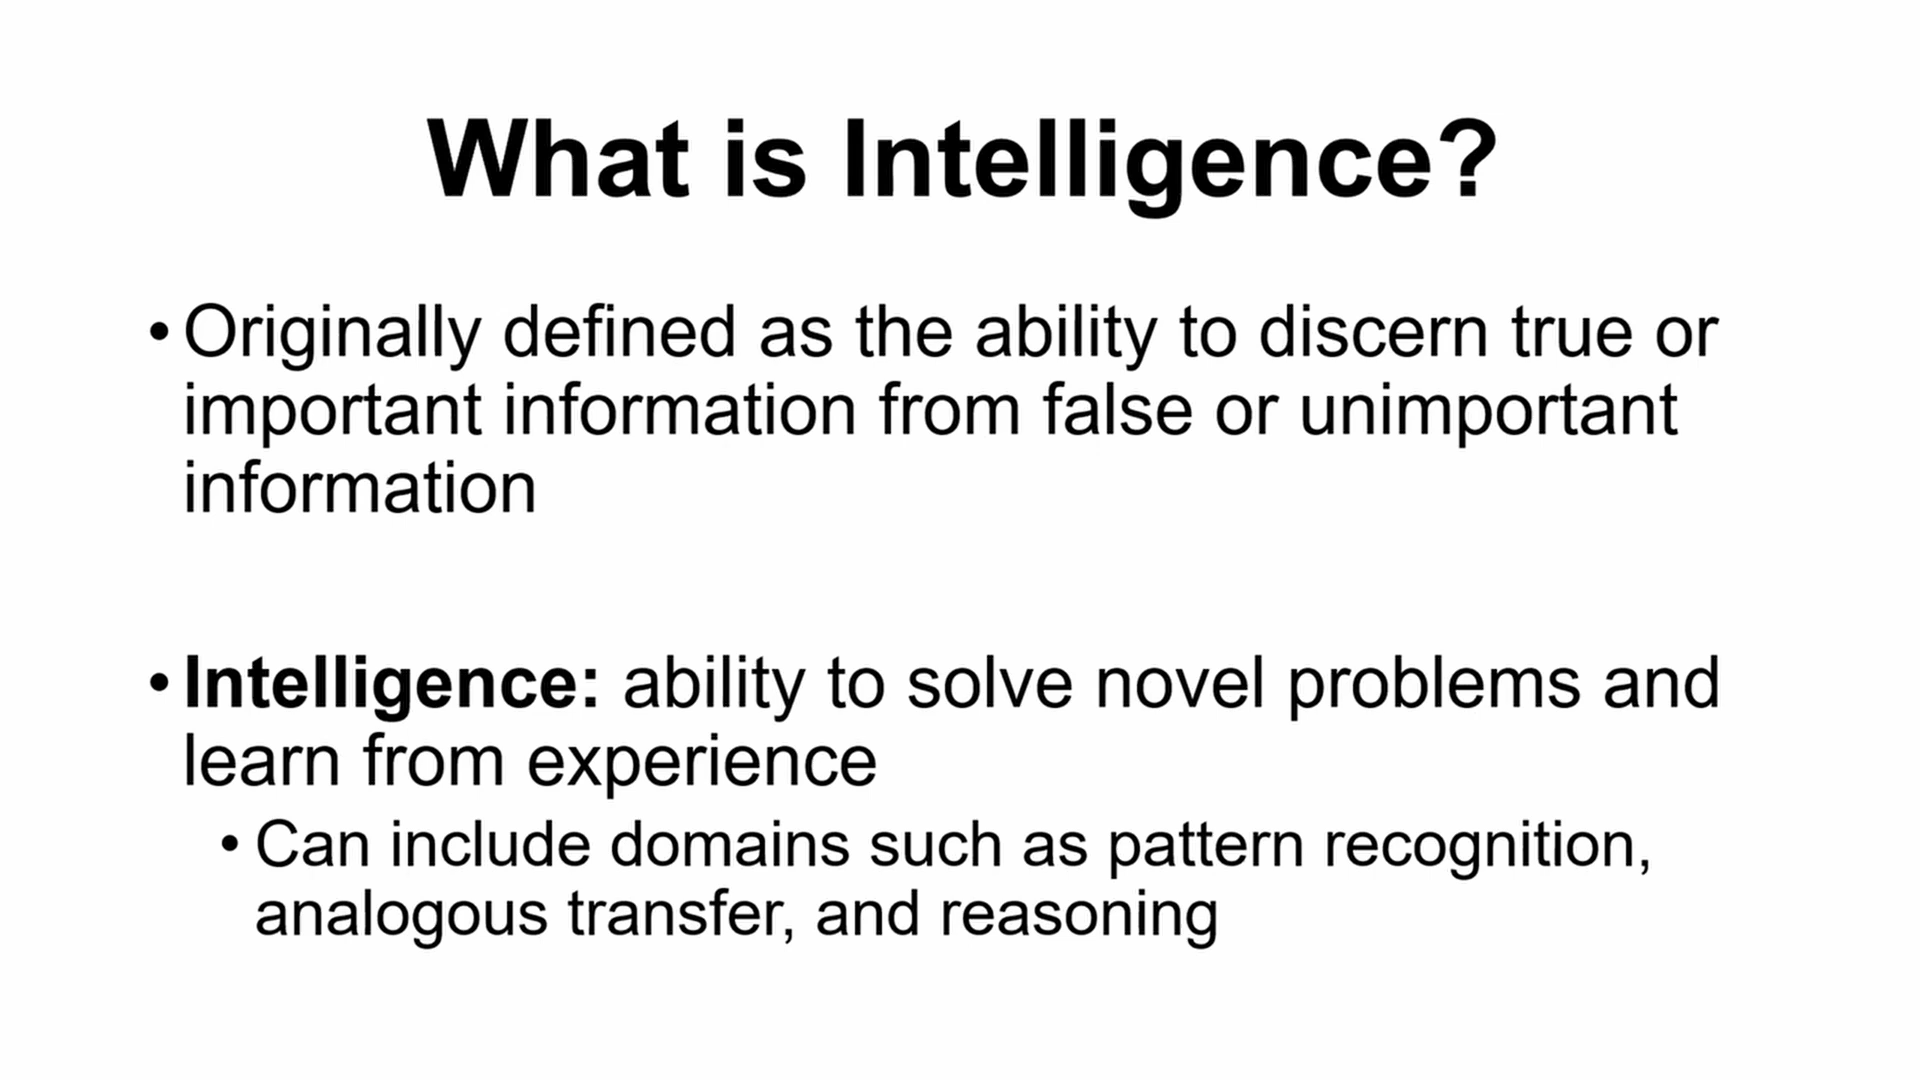 What is Intelligence?
• Originally defined as the ability to discern true or
important information from false or unimportant
information
• Intelligence: ability to solve novel problems and
learn from experience
• Can include domains such as pattern recognition,
analogous transfer, and reasoning